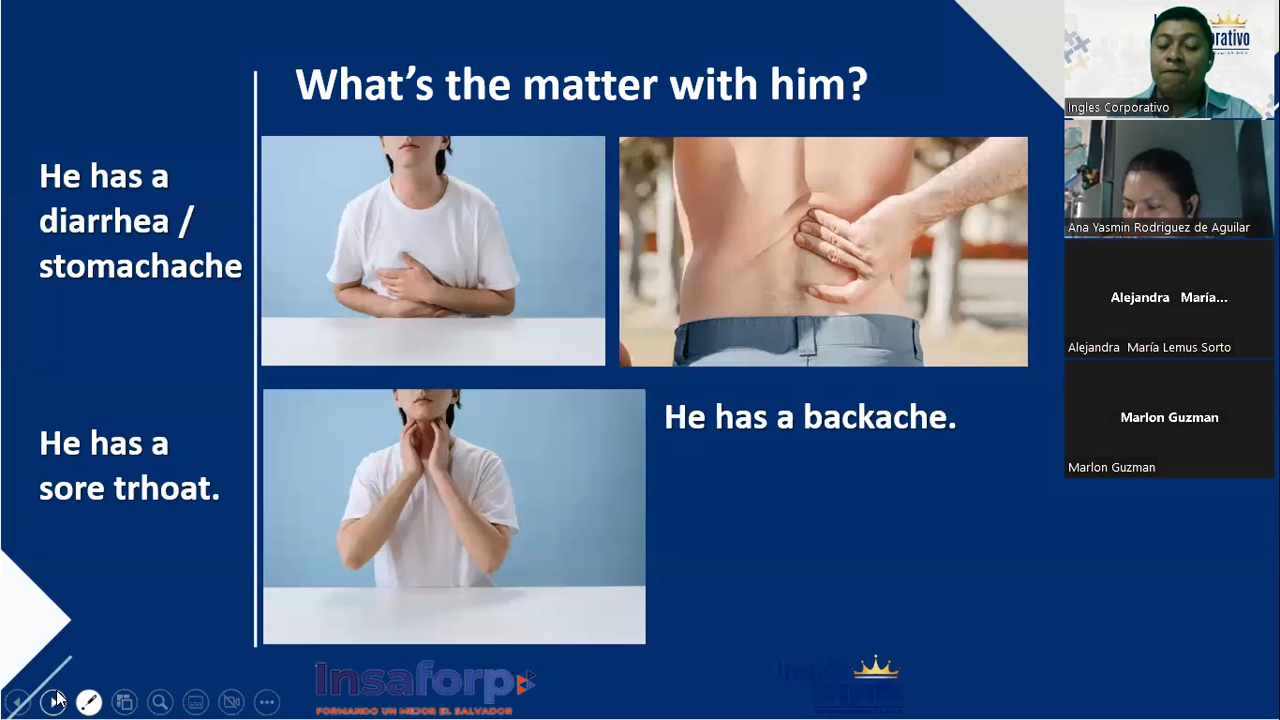 What's the matter with him?
He has a
diarrhea /
stomachache
He has a
sore trhoat.
He has a backache.
Insaforp
FORMANDO UN MEJOR EL SALVADOR
rativo
Ingles Corporativo
Ana Yasmin Rodriguez de Aguilar
Alejandra María...
Alejandra María Lemus Sorto
Marlon Guzman
Marlon Guzman